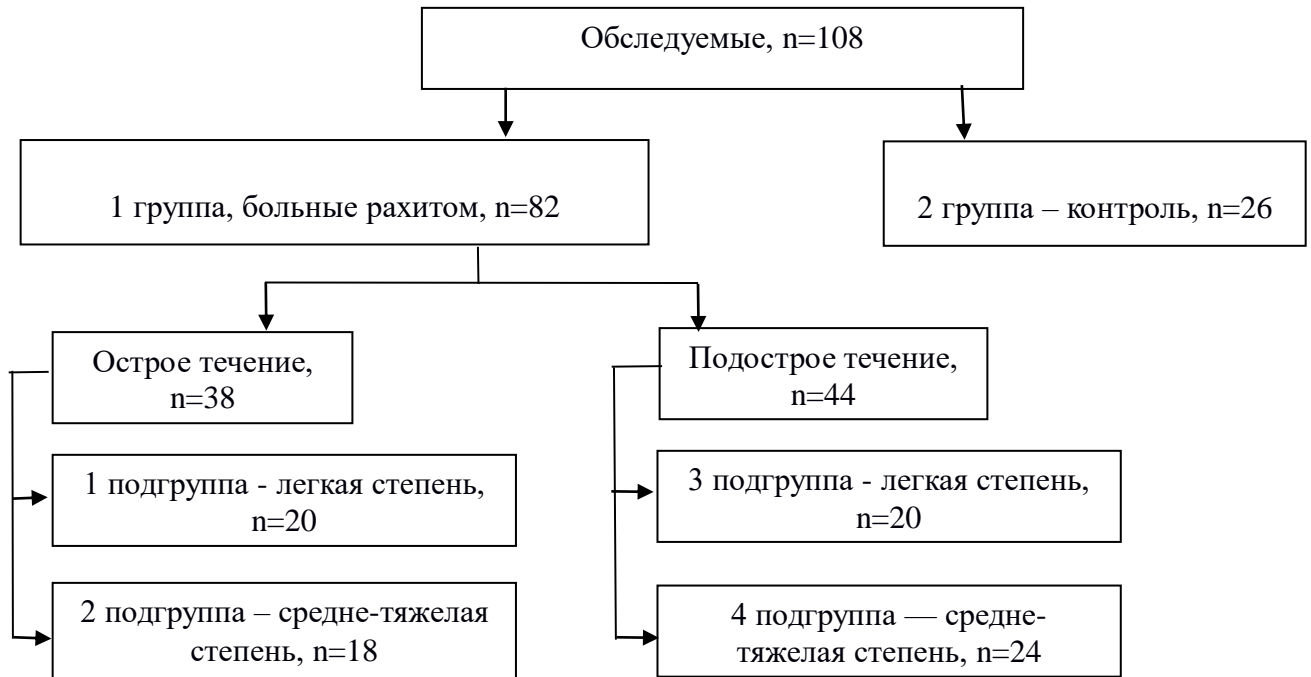 Обследуемые, n=108
1 группа, больные рахитом, n=82
2 группа – контроль, n=26
Острое течение,
n=38
Подострое течение,
n=44
1 подгруппа - легкая степень,
n=20
3 подгруппа - легкая степень,
n=20
2 подгруппа – средне-тяжелая
степень, n=18
4 подгруппа — средне-
тяжелая степень, n=24